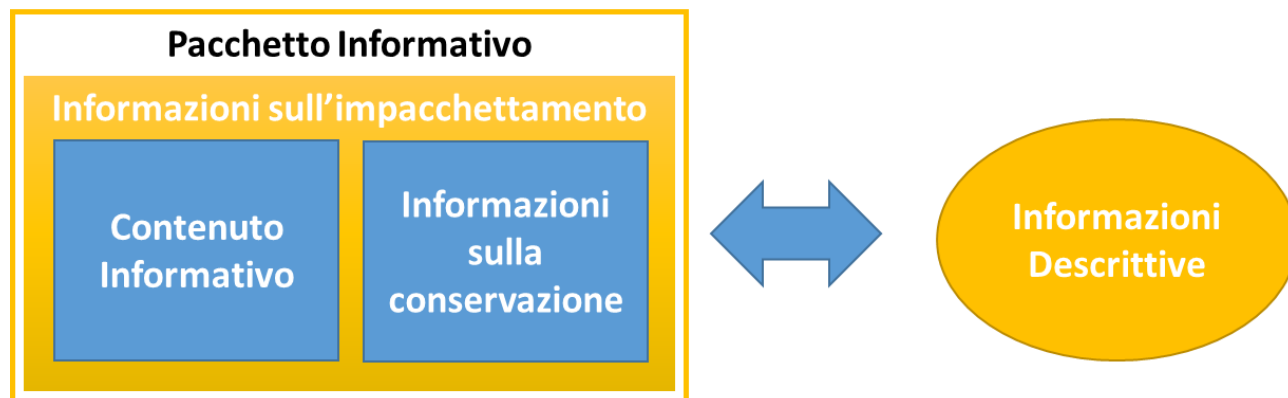 Pacchetto Informativo
Informazioni sull'impacchettamento
Contenuto
Informativo
Informazioni
sulla
conservazione
Informazioni
Descrittive